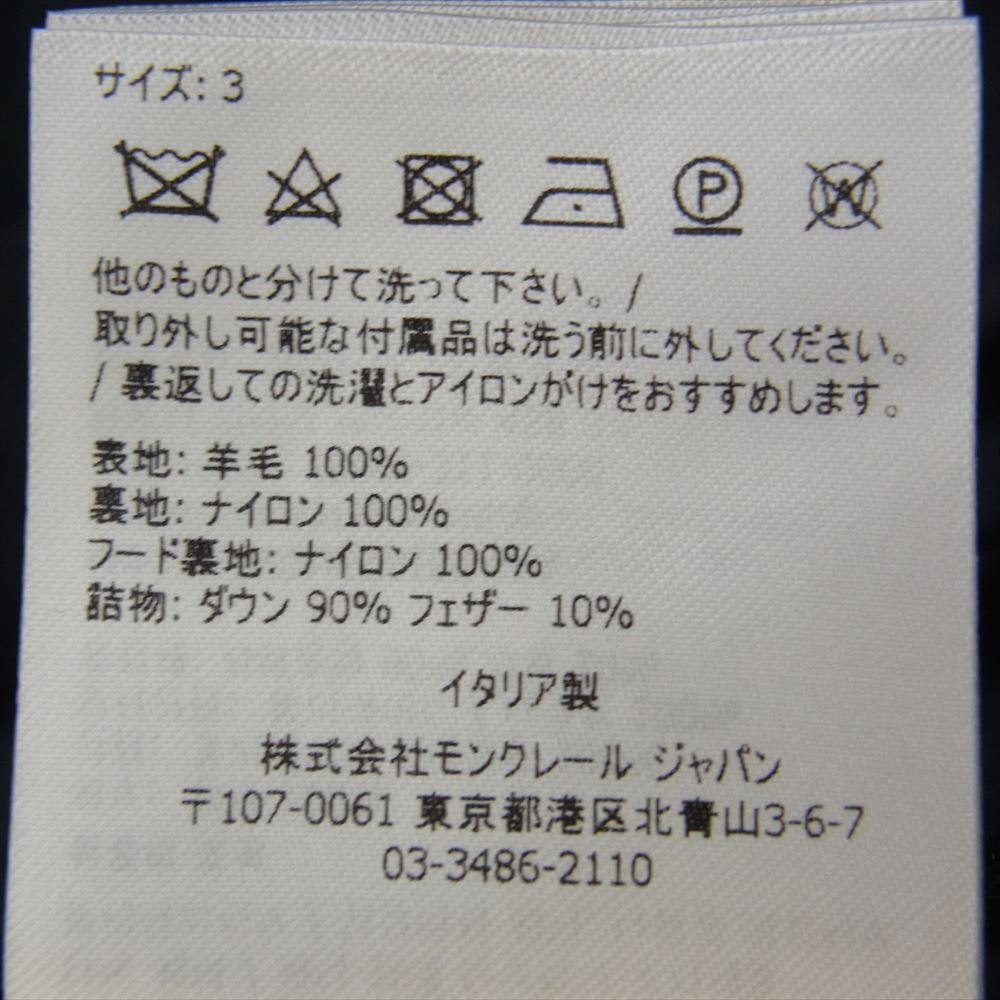 サイズ: 3
P W
他のものと分けて洗って下さい。/
取り外し可能な付属品は洗う前に外してください。
/ 裏返しての洗濯とアイロンがけをおすすめします。
表地: 羊毛 100%
裏地: ナイロン 100%
フード裏地: ナイロン 100%
詰物: ダウン 90% フェザー 10%
イタリア製
株式会社モンクレール ジャパン
〒107-0061 東京都港区北青山3-6-7
03-3486-2110